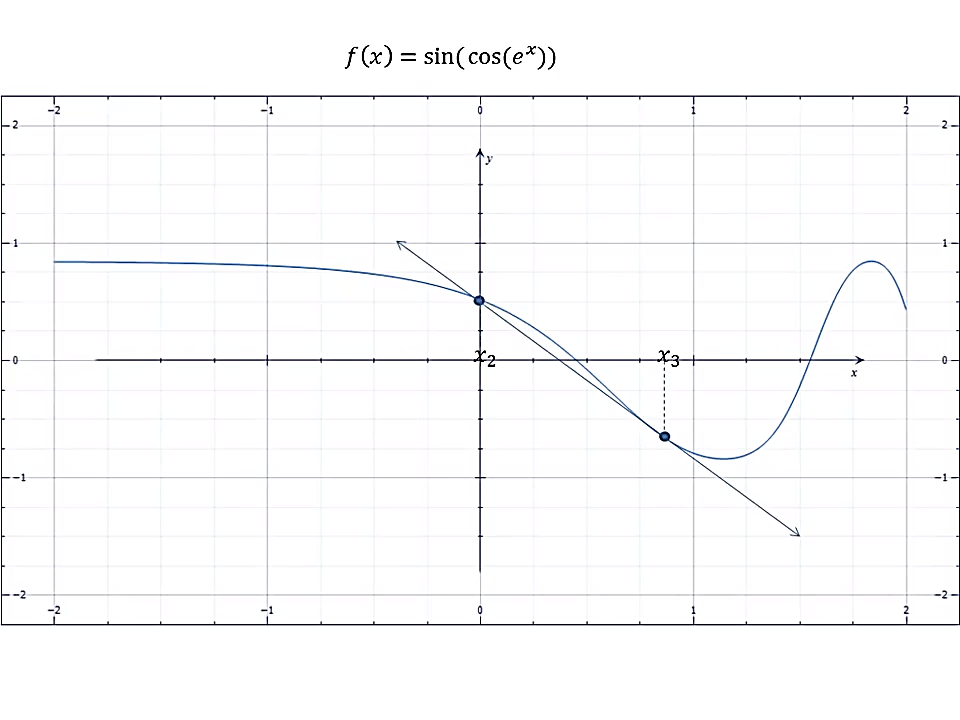 f(x) = sin(cos(e^x))
-2 -1 0 1 2
2 2
y
1 1
x₂ x₃
0 0
x
-1 -1
-2 -2
-2 -1 0 1 2